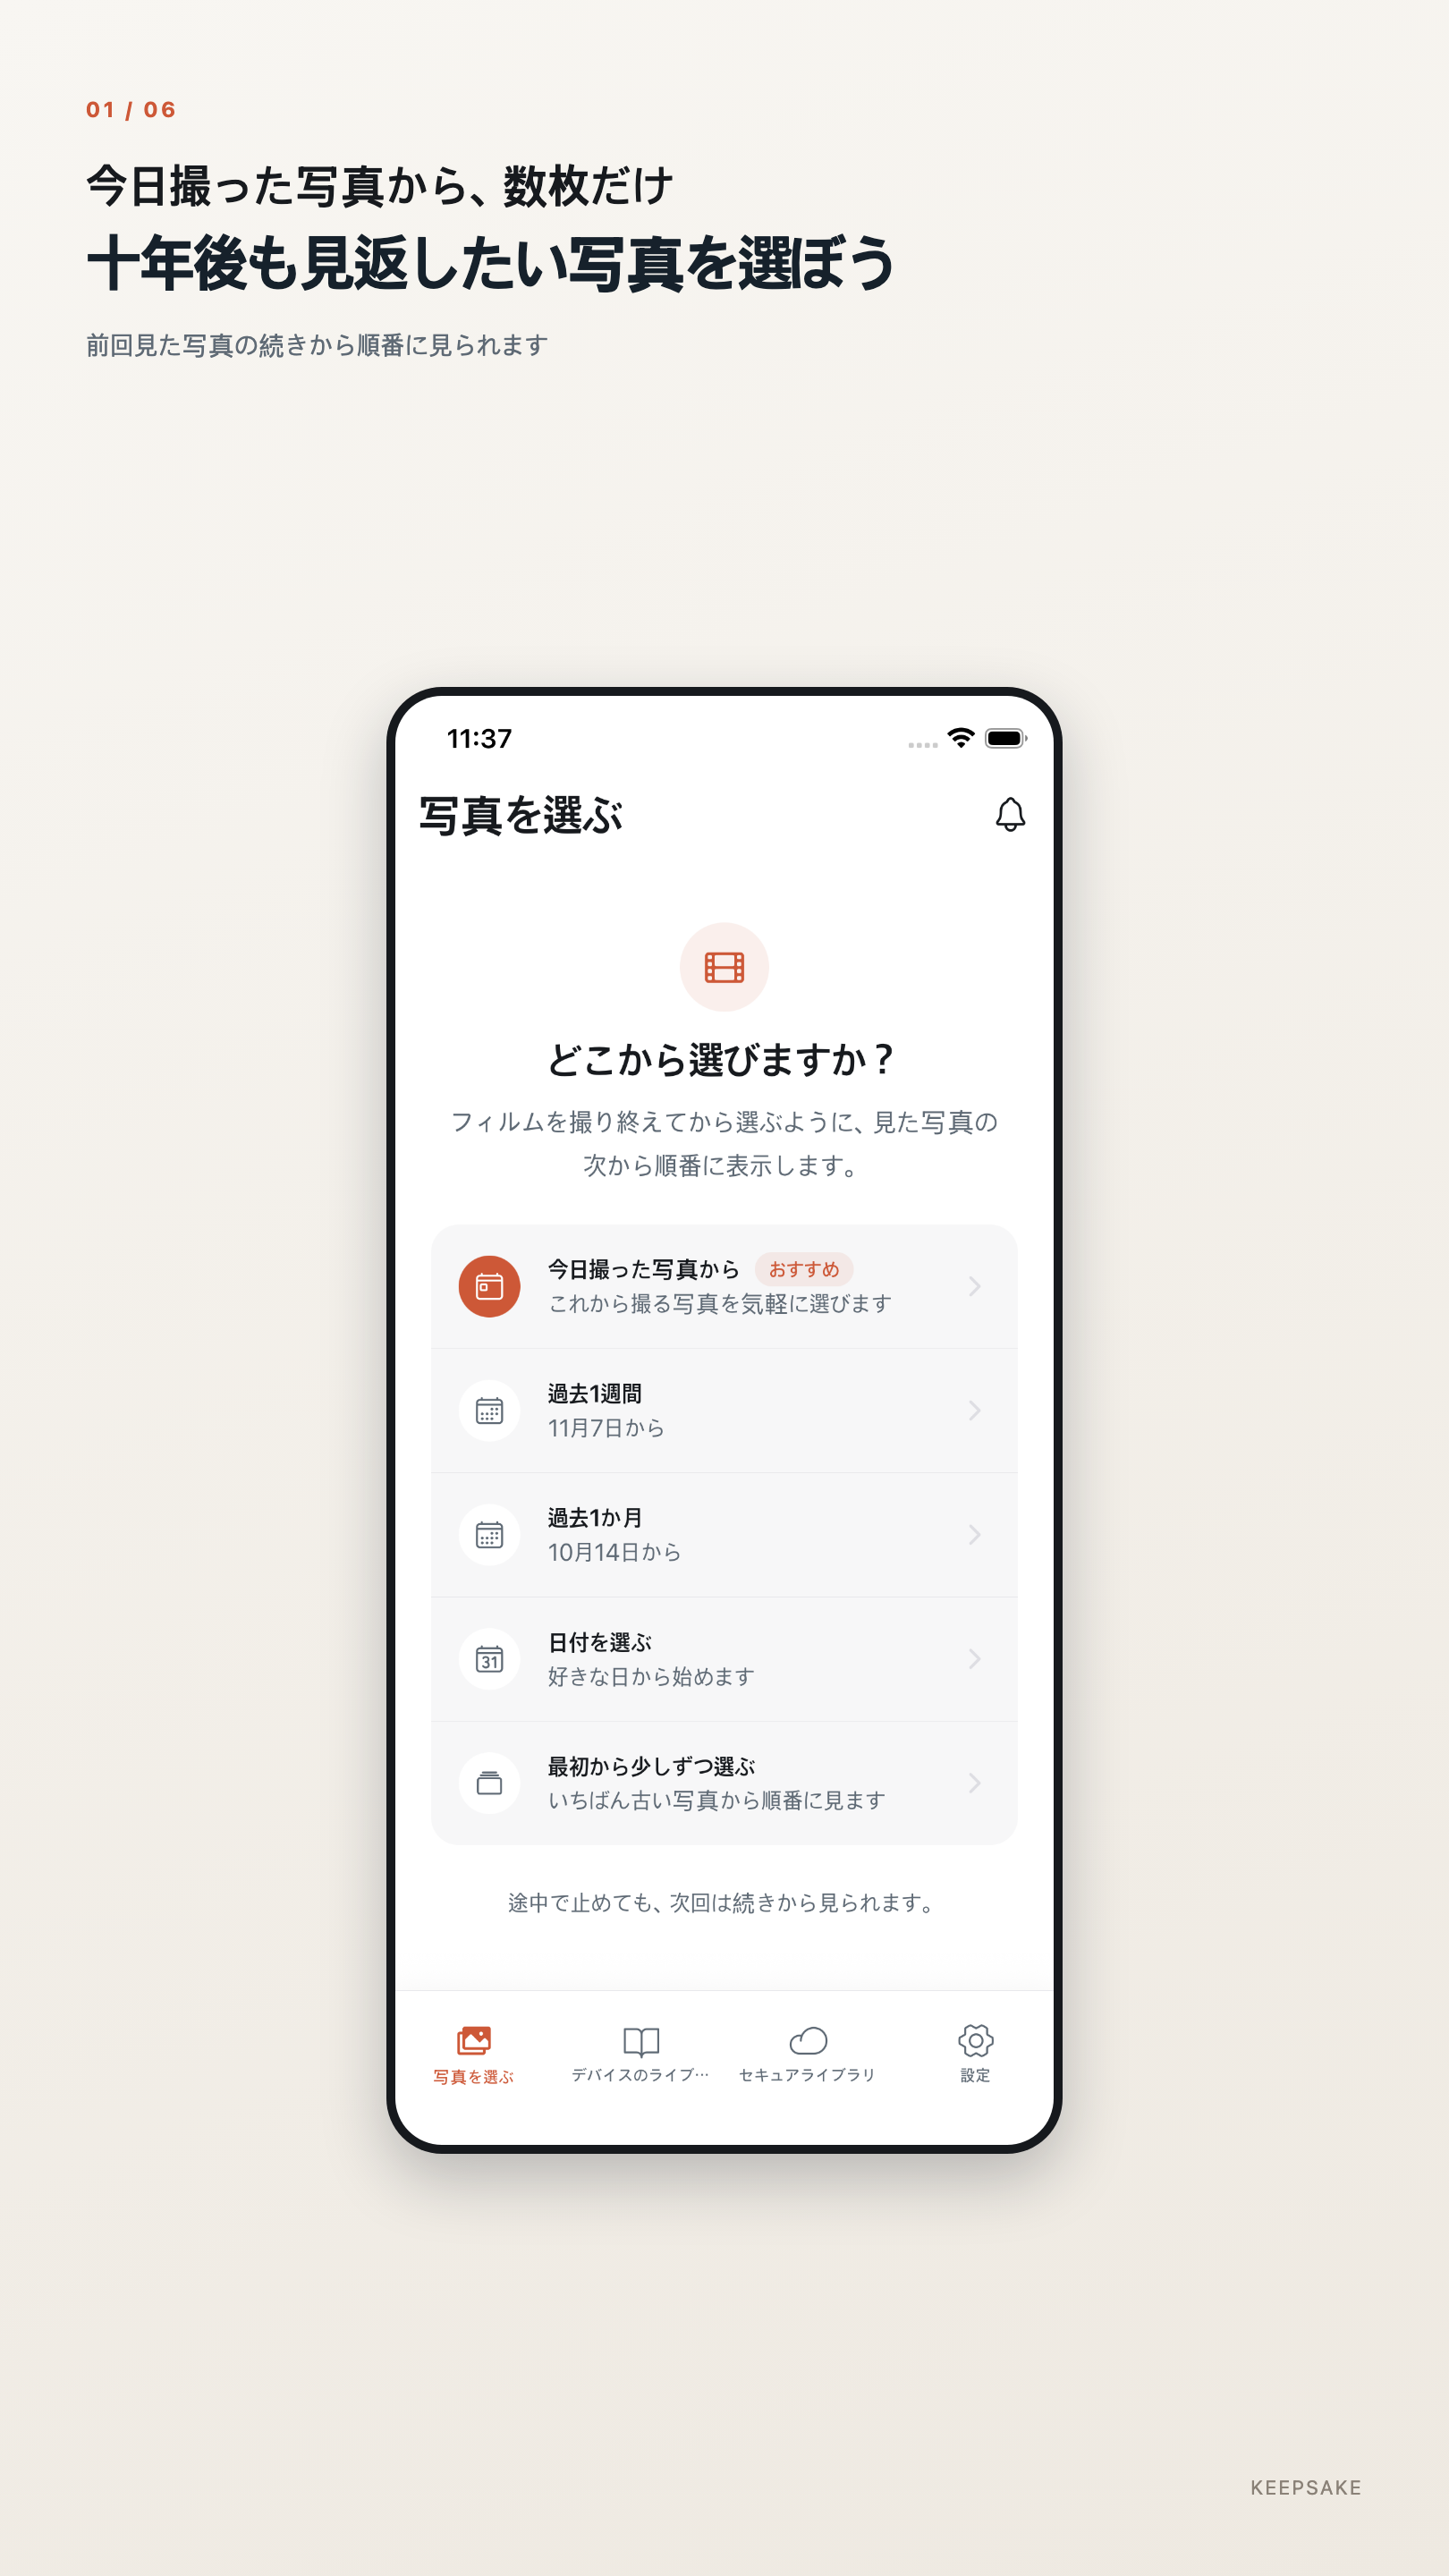 01 / 06
今日撮った写真から、数枚だけ
十年後も見返したい写真を選ぼう
前回見た写真の続きから順番に見られます
11:37
写真を選ぶ
どこから選びますか？
フィルムを撮り終えてから選ぶように、見た写真の
次から順番に表示します。
今日撮った写真から おすすめ
これから撮る写真を気軽に選びます
過去1週間
11月7日から
過去1か月
10月14日から
31
日付を選ぶ
好きな日から始めます
最初から少しずつ選ぶ
いちばん古い写真から順番に見ます
途中で止めても、次回は続きから見られます。
写真を選ぶ デバイスのライブ… セキュアライブラリ 設定
KEEPSAKE